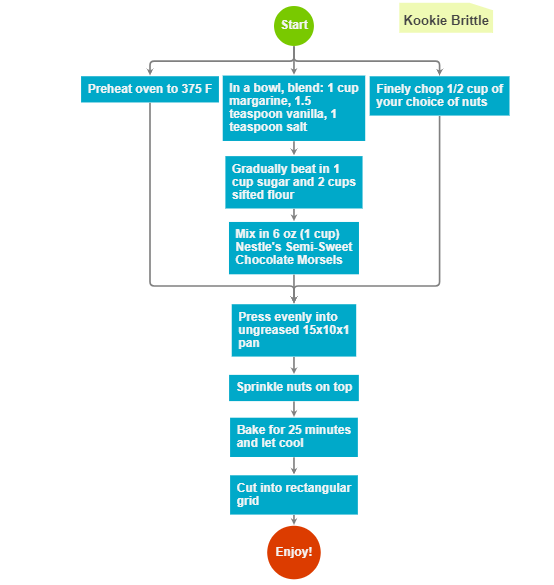 Start
Kookie Brittle
Preheat oven to 375 F
In a bowl, blend: 1 cup
margarine, 1.5
teaspoon vanilla, 1
teaspoon salt
Finely chop 1/2 cup of
your choice of nuts
Gradually beat in 1
cup sugar and 2 cups
sifted flour
Mix in 6 oz (1 cup)
Nestle's Semi-Sweet
Chocolate Morsels
Press evenly into
ungreased 15x10x1
pan
Sprinkle nuts on top
Bake for 25 minutes
and let cool
Cut into rectangular
grid
Enjoy!